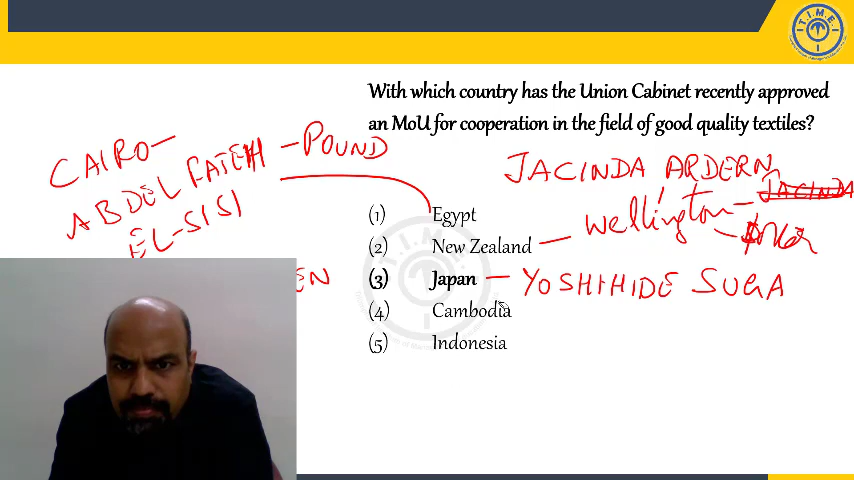 T.I.M.E.
With which country has the Union Cabinet recently approved
an MoU for cooperation in the field of good quality textiles?
CAIRO - ABDEL FATEH EL-SISI - POUND
JACINDA ARDERN
(1) Egypt
(2) New Zealand - Wellington - JACINDA
(3) Japan - YOSHIHIDE SUGA
EN
(4) Cambodia
(5) Indonesia